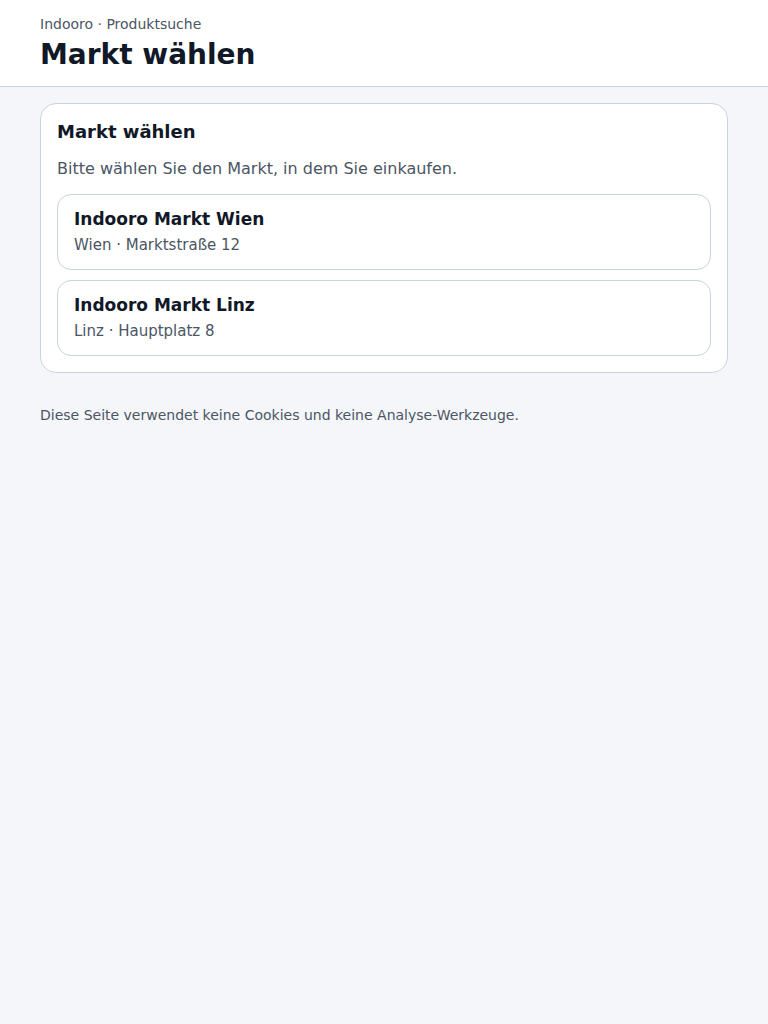 Indooro · Produktsuche
Markt wählen
Markt wählen
Bitte wählen Sie den Markt, in dem Sie einkaufen.
Indooro Markt Wien
Wien · Marktstraße 12
Indooro Markt Linz
Linz · Hauptplatz 8
Diese Seite verwendet keine Cookies und keine Analyse-Werkzeuge.